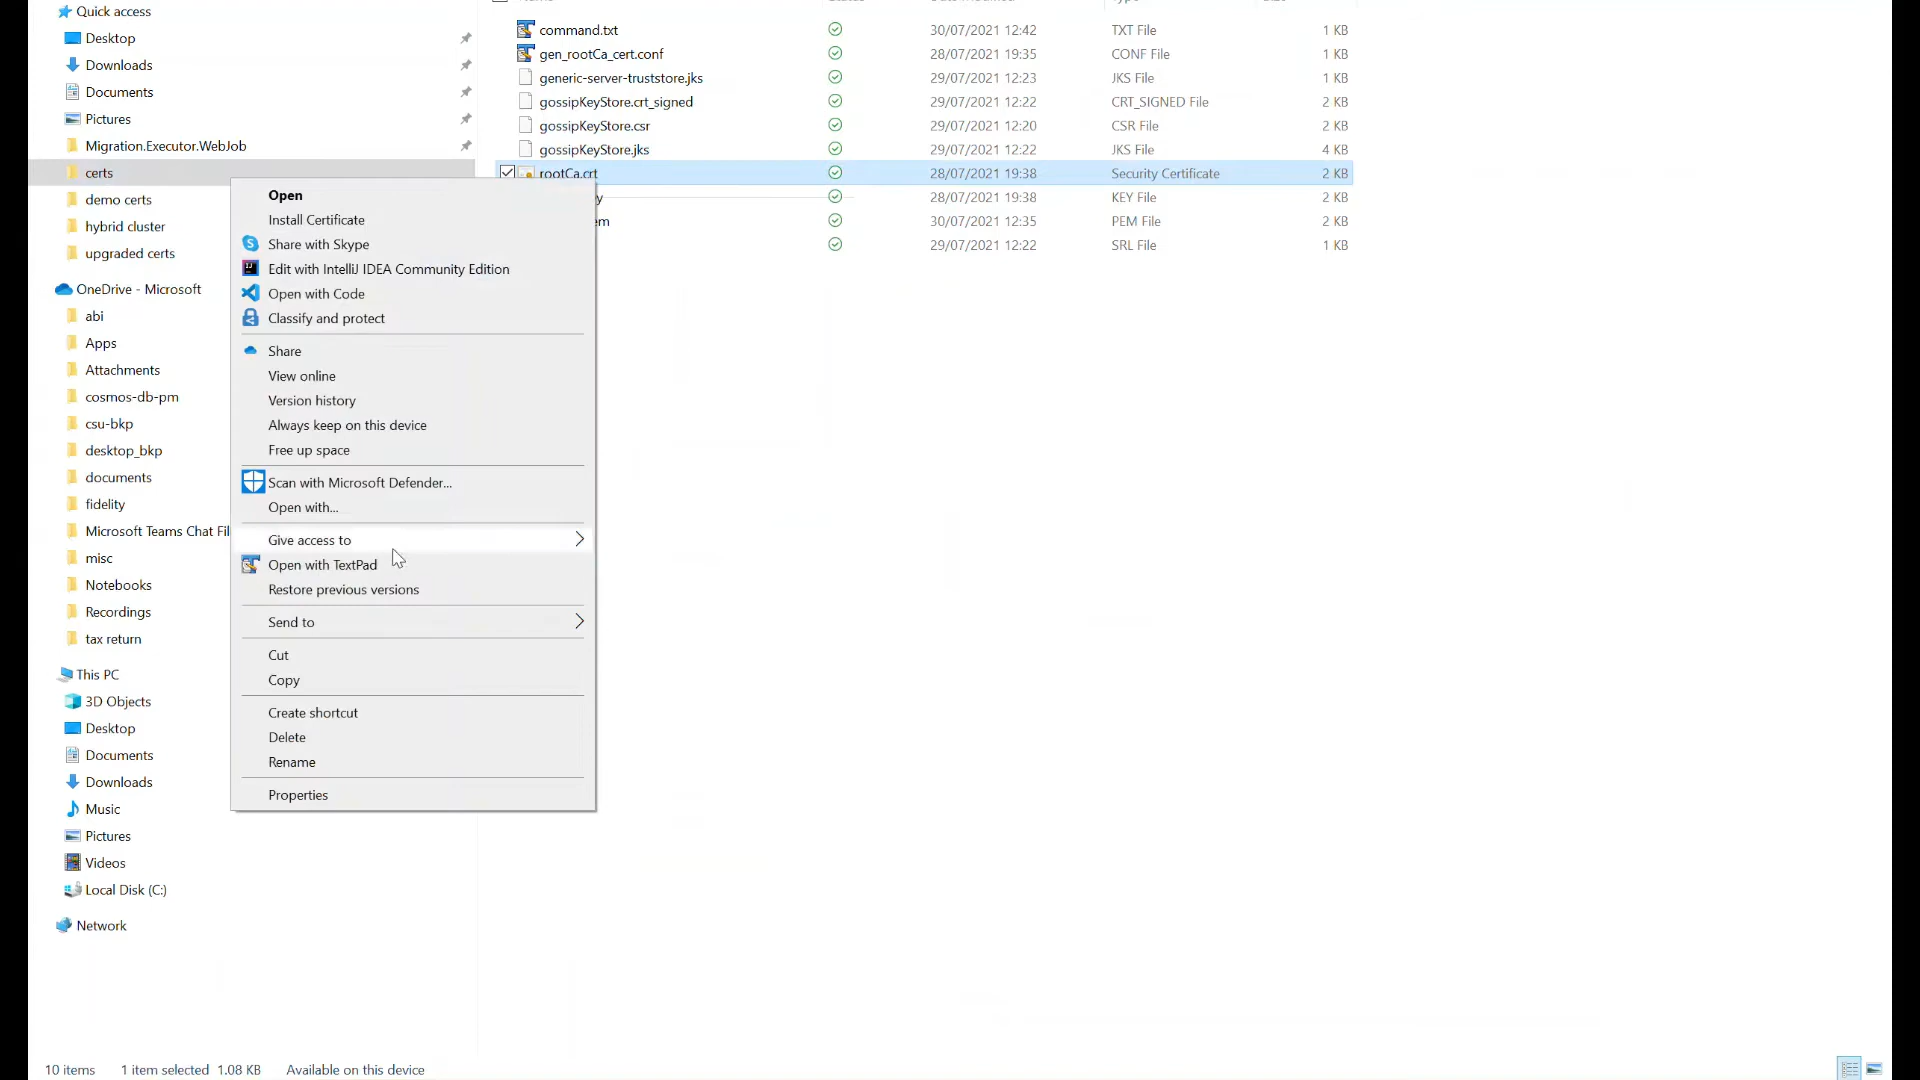 Quick access
Desktop
Downloads
Documents
Pictures
Migration.Executor.WebJob
certs
demo certs
hybrid cluster
upgraded certs
OneDrive - Microsoft
abi
Apps
Attachments
cosmos-db-pm
csu-bkp
desktop_bkp
documents
fidelity
Microsoft Teams Chat Fil
misc
Notebooks
Recordings
tax return
This PC
3D Objects
Desktop
Documents
Downloads
Music
Pictures
Videos
Local Disk (C:)
Network
command.txt 30/07/2021 12:42 TXT File 1 KB
gen_rootCa_cert.conf 28/07/2021 19:35 CONF File 1 KB
generic-server-truststore.jks 29/07/2021 12:23 JKS File 1 KB
gossipKeyStore.crt_signed 29/07/2021 12:22 CRT_SIGNED File 2 KB
gossipKeyStore.csr 29/07/2021 12:20 CSR File 2 KB
gossipKeyStore.jks 29/07/2021 12:22 JKS File 4 KB
rootCa.crt 28/07/2021 19:38 Security Certificate 2 KB
y 28/07/2021 19:38 KEY File 2 KB
em 30/07/2021 12:35 PEM File 2 KB
29/07/2021 12:22 SRL File 1 KB
Open
Install Certificate
Share with Skype
Edit with IntelliJ IDEA Community Edition
Open with Code
Classify and protect
Share
View online
Version history
Always keep on this device
Free up space
Scan with Microsoft Defender...
Open with...
Give access to
Open with TextPad
Restore previous versions
Send to
Cut
Copy
Create shortcut
Delete
Rename
Properties
10 items 1 item selected 1.08 KB Available on this device